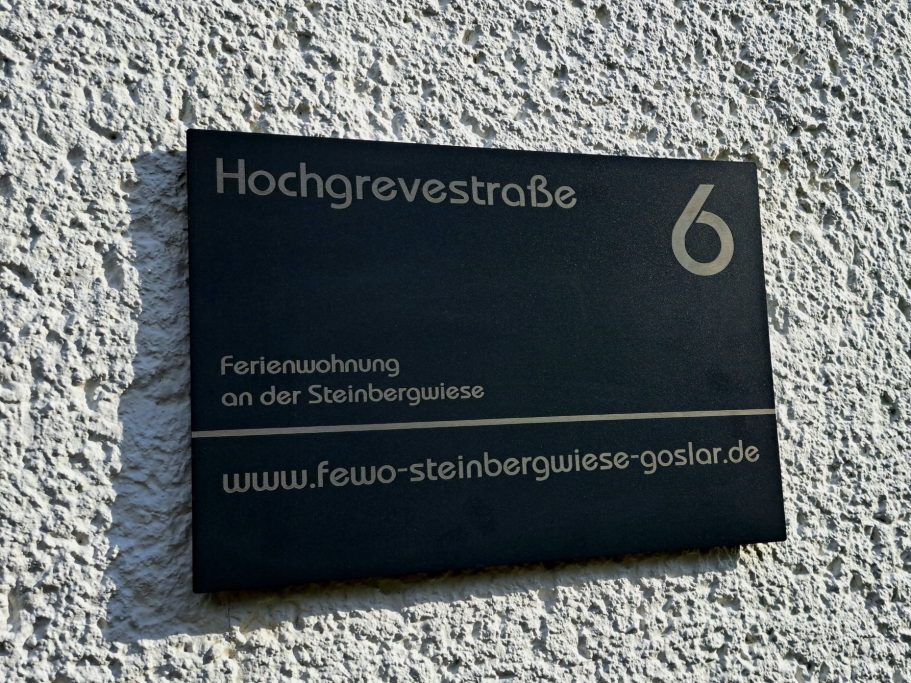 Hochgrevestraße 6
Ferienwohnung
an der Steinbergwiese
www.fewo-steinbergwiese-goslar.de